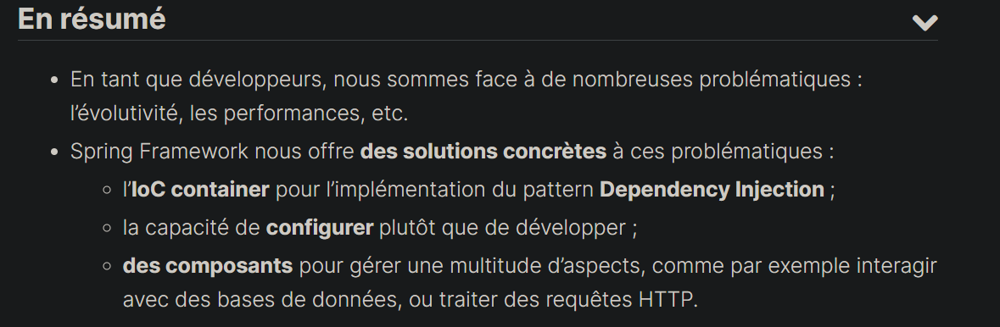 En résumé
En tant que développeurs, nous sommes face à de nombreuses problématiques :
l’évolutivité, les performances, etc.
Spring Framework nous offre des solutions concrètes à ces problématiques :
l’IoC container pour l’implémentation du pattern Dependency Injection ;
la capacité de configurer plutôt que de développer ;
des composants pour gérer une multitude d’aspects, comme par exemple interagir
avec des bases de données, ou traiter des requêtes HTTP.